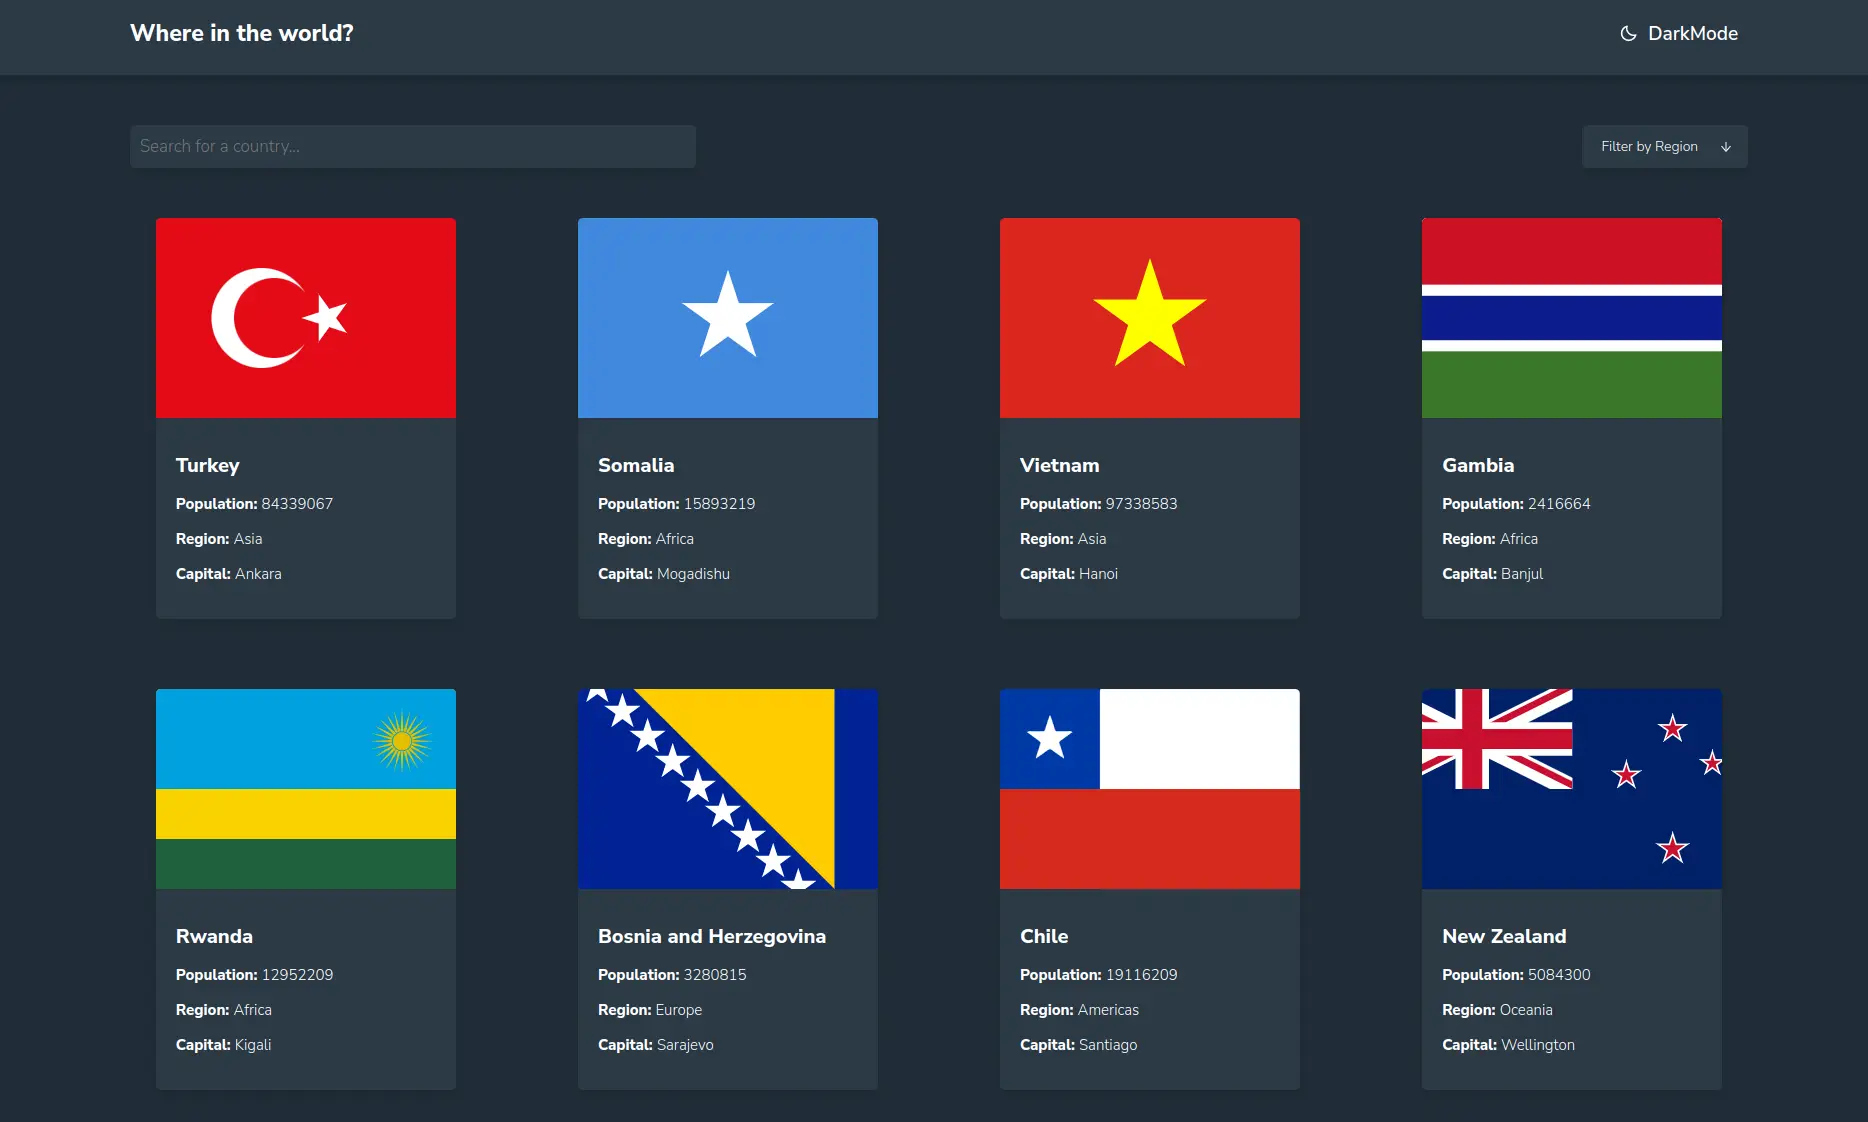 Where in the world?
DarkMode
Search for a country...
Filter by Region
Turkey
Population: 84339067
Region: Asia
Capital: Ankara
Somalia
Population: 15893219
Region: Africa
Capital: Mogadishu
Vietnam
Population: 97338583
Region: Asia
Capital: Hanoi
Gambia
Population: 2416664
Region: Africa
Capital: Banjul
Rwanda
Population: 12952209
Region: Africa
Capital: Kigali
Bosnia and Herzegovina
Population: 3280815
Region: Europe
Capital: Sarajevo
Chile
Population: 19116209
Region: Americas
Capital: Santiago
New Zealand
Population: 5084300
Region: Oceania
Capital: Wellington